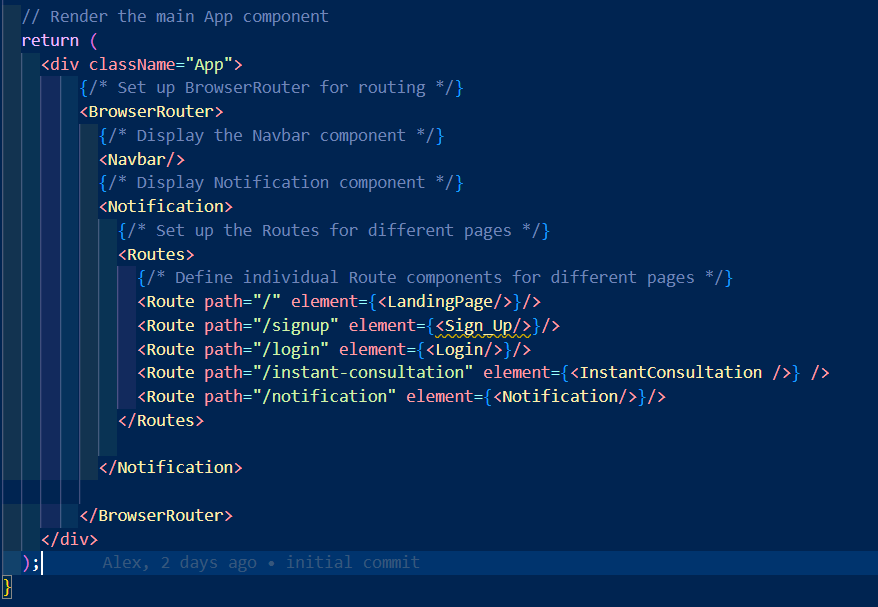 // Render the main App component
return (
<div className="App">
{/* Set up BrowserRouter for routing */}
<BrowserRouter>
{/* Display the Navbar component */}
<Navbar/>
{/* Display Notification component */}
<Notification>
{/* Set up the Routes for different pages */}
<Routes>
{/* Define individual Route components for different pages */}
<Route path="/" element={<LandingPage/>}/>
<Route path="/signup" element={<Sign_Up/>}/>
<Route path="/login" element={<Login/>}/>
<Route path="/instant-consultation" element={<InstantConsultation />} />
<Route path="/notification" element={<Notification/>}/>
</Routes>
</Notification>
</BrowserRouter>
</div>
); Alex, 2 days ago • initial commit
}